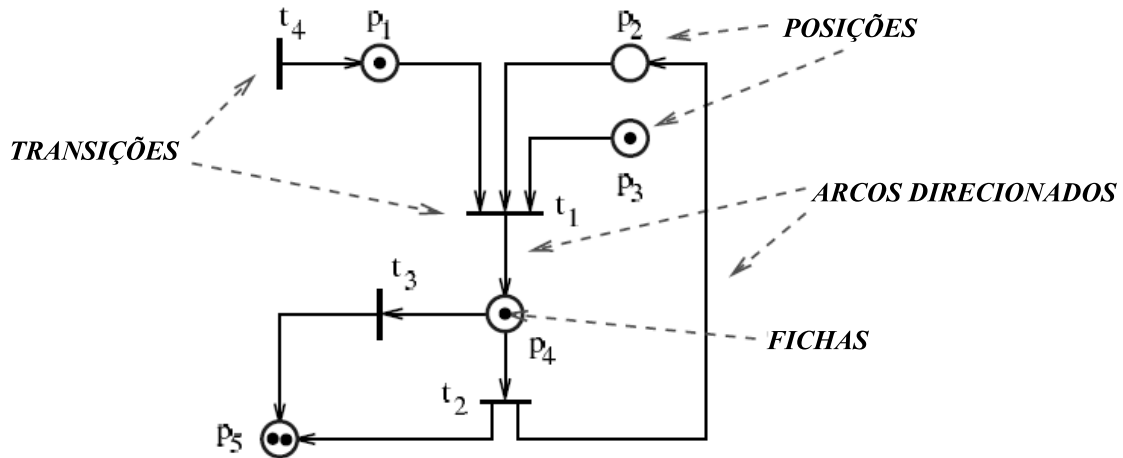 t4
p1
p2
POSIÇÕES
TRANSIÇÕES
p3
ARCOS DIRECIONADOS
t1
t3
FICHAS
p4
t2
p5